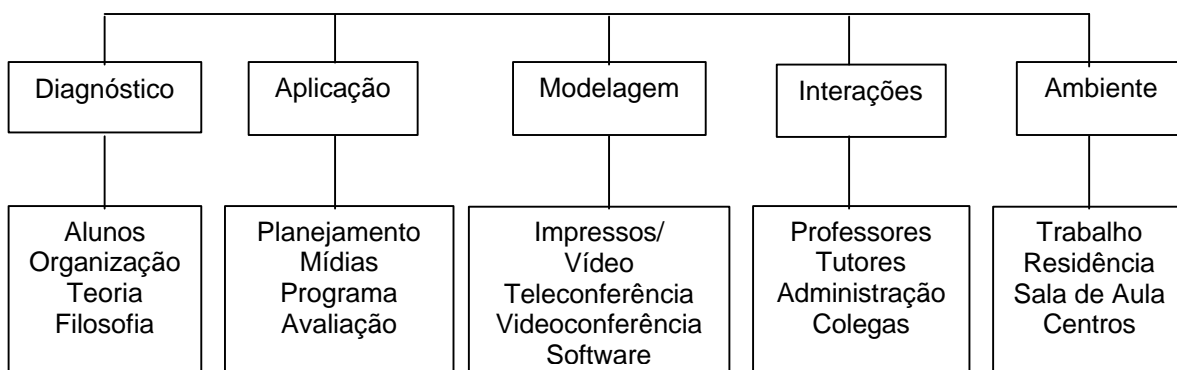 Diagnóstico
Aplicação
Modelagem
Interações
Ambiente
Alunos
Organização
Teoria
Filosofia
Planejamento
Mídias
Programa
Avaliação
Impressos/
Vídeo
Teleconferência
Videoconferência
Software
Professores
Tutores
Administração
Colegas
Trabalho
Residência
Sala de Aula
Centros